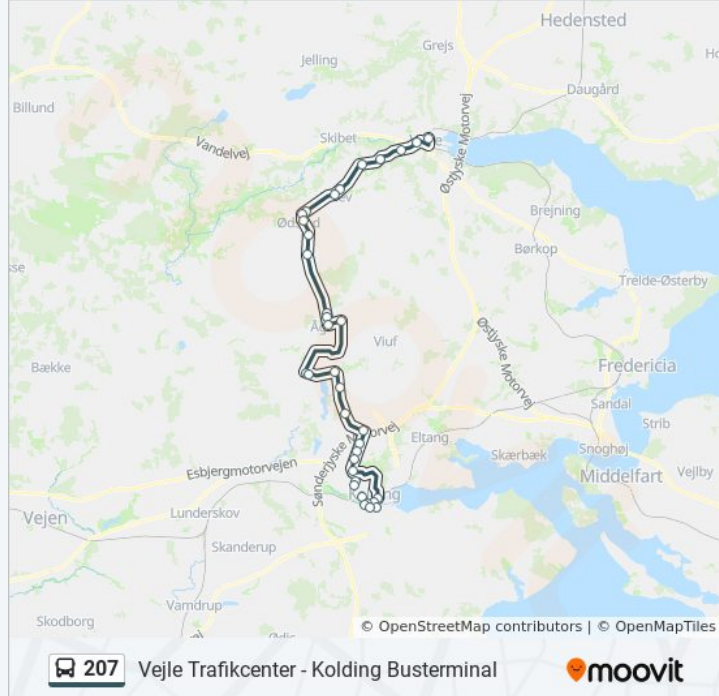 Hedensted
Grejs
Jelling
Daugård
Billund
Skibet
Vandelvej
Østjyske Motorvej
Brejning
Børkop
Trelde-Østerby
Viuf
Østjyske Motorvej
Bække
Fredericia
Sandal
Strib
Eltang
Snoghøj
Skærbæk
Middelfart
Vejlby
Esbjergmotorvejen
Sønderjyske Motorvej
Vejen
Lunderskov
Skanderup
Vamdrup
Skodborg
Ødis
© OpenStreetMap contributors | © OpenMapTiles
207 Vejle Trafikcenter - Kolding Busterminal
moovit